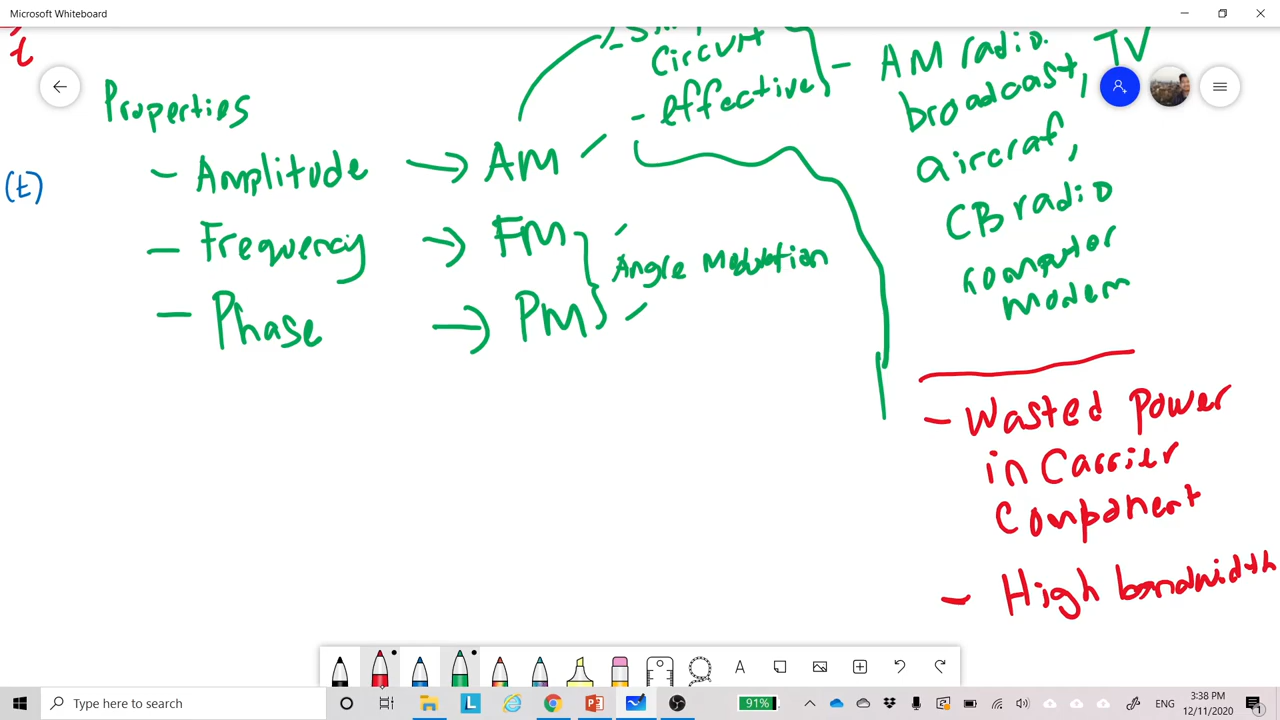 Microsoft Whiteboard
t
Properties
- Amplitude → AM
- Frequency → FM
- Phase → PM
Angle Modulation
(t)
Circuit
- effective
- AM radio
broadcast, TV
aircraf,
CB radio
computer
modem
- Wasted power
in Carrier
Component
- High bandwidth
A
Type here to search
91%
ENG
3:38 PM
12/11/2020
1